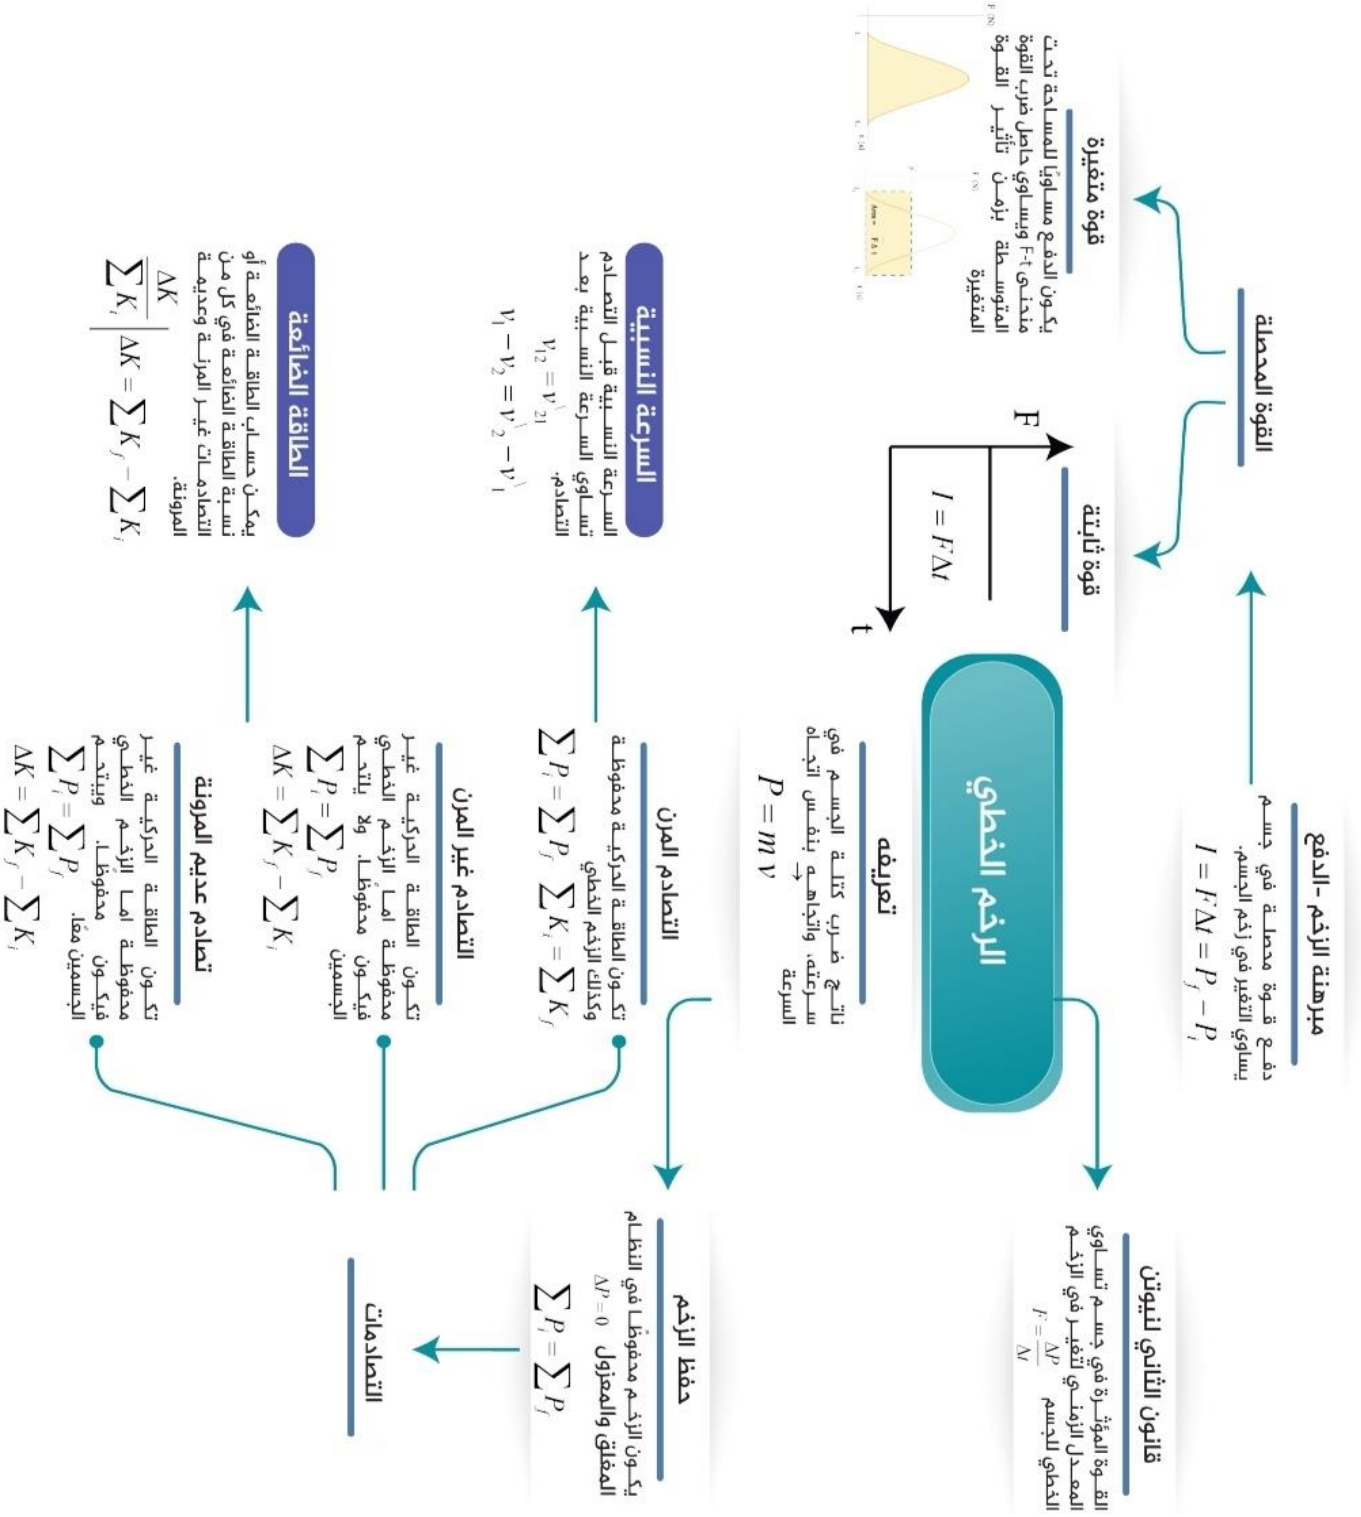 الزخم الخطي
قانون الثاني لنيوتن
القوة المؤثرة في جسم تساوي
المعدل الزمني لتغير في الزخم
الخطي للجسم
F = ΔP / Δt
مبرهنة الزخم -الدفع
دفع قوة محصلة في جسم
يساوي التغير في زخم الجسم.
I = FΔt = P_f − P_i
القوة المحصلة
قوة متغيرة
يكون الدفع مساويًا للمساحة تحت
منحنى F-t ويساوي حاصل ضرب القوة
المتوسطة بزمن تأثير القوة
المتغيرة
F (N)
t (s)
F (N)
Area = FΔt
t (s)
قوة ثابتة
F
I = FΔt
t
تعريفه
ناتج ضرب كتلة الجسم في
سرعته، واتجاهه بنفس اتجاه
السرعة
P = m v
حفظ الزخم
يكون الزخم محفوظًا في النظام
المغلق والمعزول ΔP = 0
∑P_i = ∑P_f
التصادمات
التصادم المرن
تكون الطاقة الحركية محفوظة
وكذلك الزخم الخطي
∑P_i = ∑P_f ∑K_i = ∑K_f
التصادم غير المرن
تكون الطاقة الحركية غير
محفوظة اما الزخم الخطي
فيكون محفوظًا. ولا يلتحم
الجسمين
∑P_i = ∑P_f
ΔK = ∑K_f − ∑K_i
تصادم عديم المرونة
تكون الطاقة الحركية غير
محفوظة اما الزخم الخطي
فيكون محفوظًا. ويبتحم
الجسمين معًا.
∑P_i = ∑P_f
ΔK = ∑K_f − ∑K_i
السرعة النسبية
السرعة النسبية قبل التصادم
تساوي السرعة النسبية بعد
التصادم.
v_12 = v\_21
v_1 − v_2 = v\_2 − v\_1
الطاقة الضائعة
يمكن حساب الطاقة الضائعة أو
نسبة الطاقة الضائعة في كل من
التصادمات غير المرنة وعديمة
المرونة.
ΔK / ∑K_i | ΔK = ∑K_f − ∑K_i